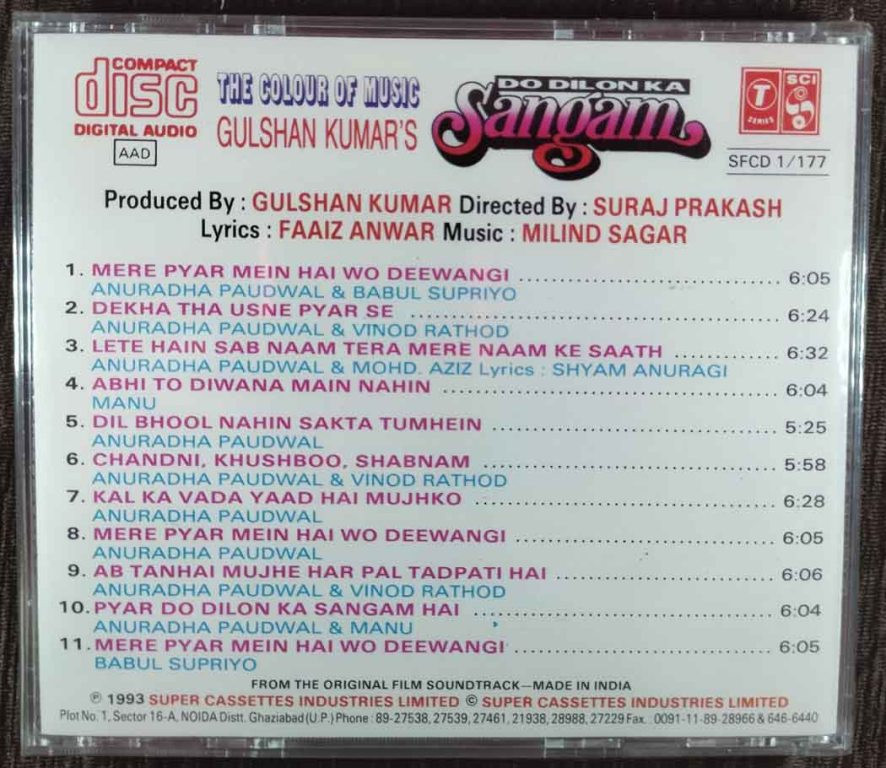 COMPACT
disc
DIGITAL AUDIO
AAD
THE COLOUR OF MUSIC
GULSHAN KUMAR'S
DO DILON KA
Sangam
T
SERIES
SCI
SFCD 1/177
Produced By : GULSHAN KUMAR Directed By : SURAJ PRAKASH
Lyrics : FAAIZ ANWAR Music : MILIND SAGAR
1. MERE PYAR MEIN HAI WO DEEWANGI ........................................ 6:05
ANURADHA PAUDWAL & BABUL SUPRIYO
2. DEKHA THA USNE PYAR SE ........................................ 6:24
ANURADHA PAUDWAL & VINOD RATHOD
3. LETE HAIN SAB NAAM TERA MERE NAAM KE SAATH ............... 6:32
ANURADHA PAUDWAL & MOHD. AZIZ Lyrics : SHYAM ANURAGI
4. ABHI TO DIWANA MAIN NAHIN ........................................ 6:04
MANU
5. DIL BHOOL NAHIN SAKTA TUMHEIN ........................................ 5:25
ANURADHA PAUDWAL
6. CHANDNI, KHUSHBOO, SHABNAM ........................................ 5:58
ANURADHA PAUDWAL & VINOD RATHOD
7. KAL KA VADA YAAD HAI MUJHKO ........................................ 6:28
ANURADHA PAUDWAL
8. MERE PYAR MEIN HAI WO DEEWANGI ........................................ 6:05
ANURADHA PAUDWAL
9. AB TANHAI MUJHE HAR PAL TADPATI HAI .............................. 6:06
ANURADHA PAUDWAL & VINOD RATHOD
10. PYAR DO DILON KA SANGAM HAI ........................................ 6:04
ANURADHA PAUDWAL & MANU
11. MERE PYAR MEIN HAI WO DEEWANGI ........................................ 6:05
BABUL SUPRIYO
FROM THE ORIGINAL FILM SOUNDTRACK—MADE IN INDIA
℗ 1993 SUPER CASSETTES INDUSTRIES LIMITED © SUPER CASSETTES INDUSTRIES LIMITED
Plot No. 1, Sector 16-A, NOIDA Distt. Ghaziabad (U.P.) Phone : 89-27538, 27539, 27461, 21938, 28988, 27229 Fax. : 0091-11-89-28966 & 646-6440